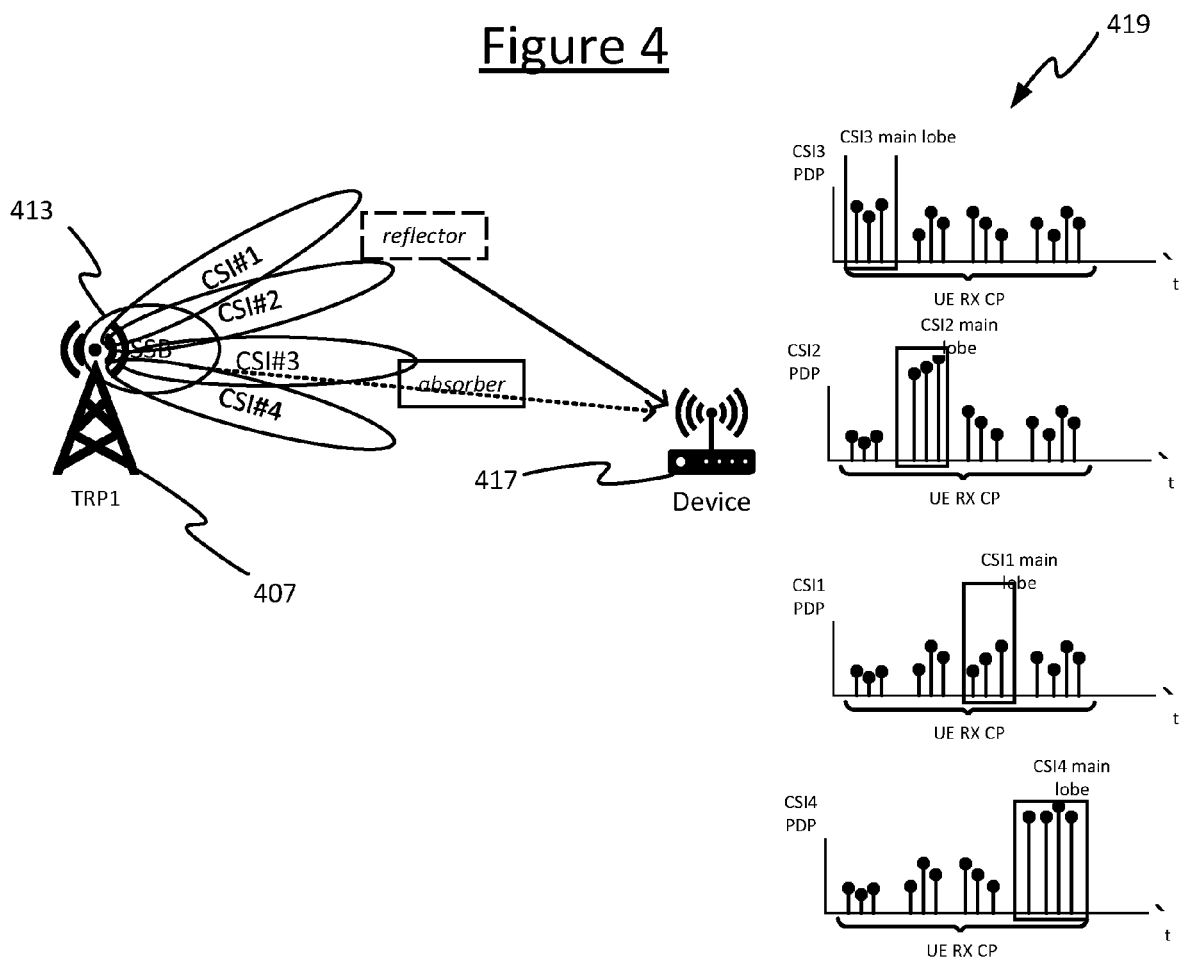 Figure 4
419
413
CSI#1
CSI#2
SSB
CSI#3
CSI#4
reflector
absorber
TRP1
407
417
Device
CSI3 main lobe
CSI3
PDP
t
UE RX CP
CSI2 main
lobe
CSI2
PDP
t
UE RX CP
CSI1 main
lobe
CSI1
PDP
t
UE RX CP
CSI4 main
lobe
CSI4
PDP
t
UE RX CP